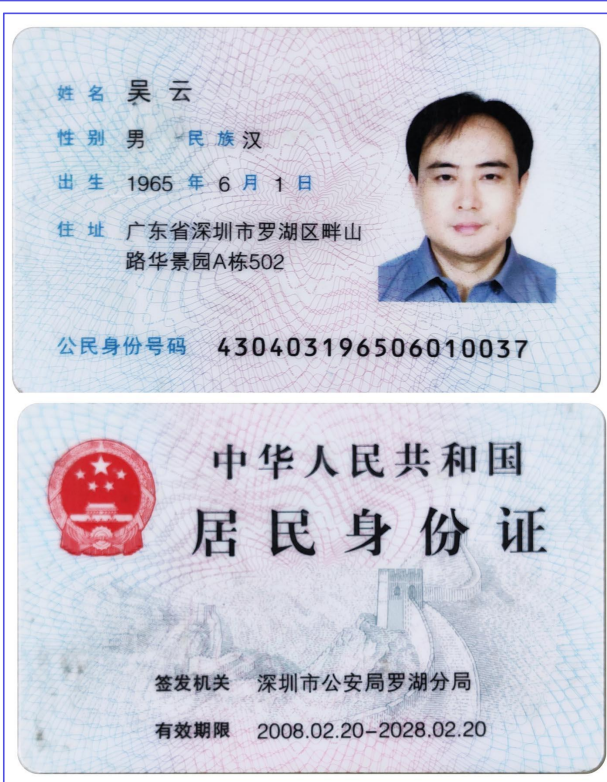 姓名 吴云
性别 男 民族 汉
出生 1965 年 6 月 1 日
住址 广东省深圳市罗湖区畔山
路华景园A栋502
公民身份号码 430403196506010037
中华人民共和国
居民身份证
签发机关 深圳市公安局罗湖分局
有效期限 2008.02.20-2028.02.20